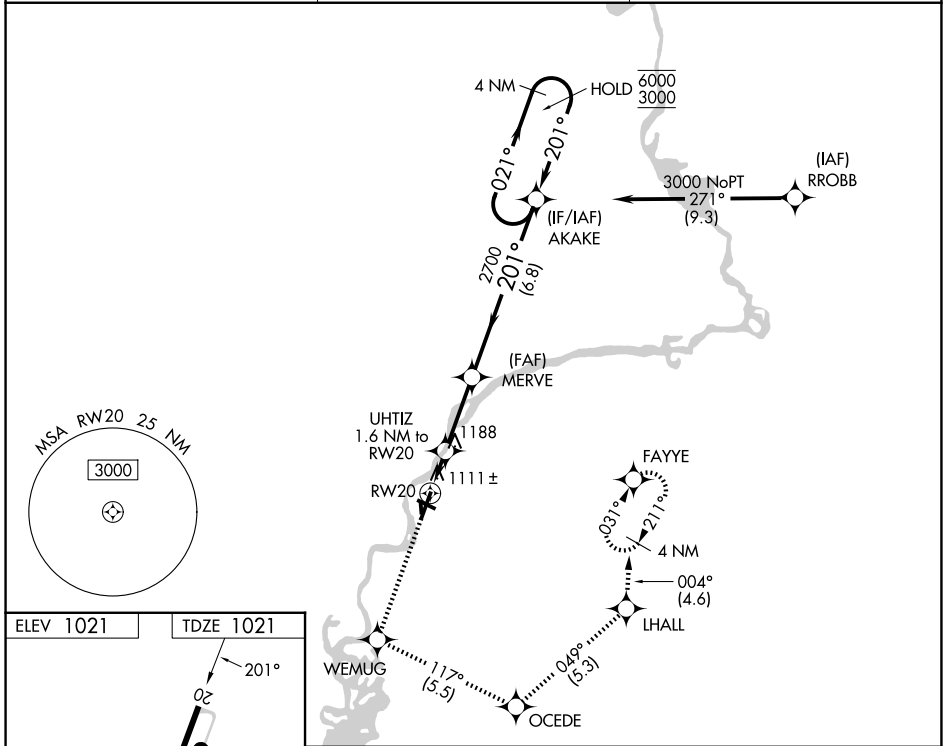 4 NM
HOLD
6000
3000
021°
201°
(IAF)
RROBB
3000 NoPT
271°
(9.3)
(IF/IAF)
AKAKE
2700
201°
(6.8)
(FAF)
MERVE
UHTIZ
1.6 NM to
RW20
1188
1111 ±
RW20
MSA RW20 25 NM
3000
FAYYE
031°
211°
4 NM
004°
(4.6)
LHALL
WEMUG
117°
(5.5)
049°
(5.3)
OCEDE
ELEV 1021
TDZE 1021
201°
20